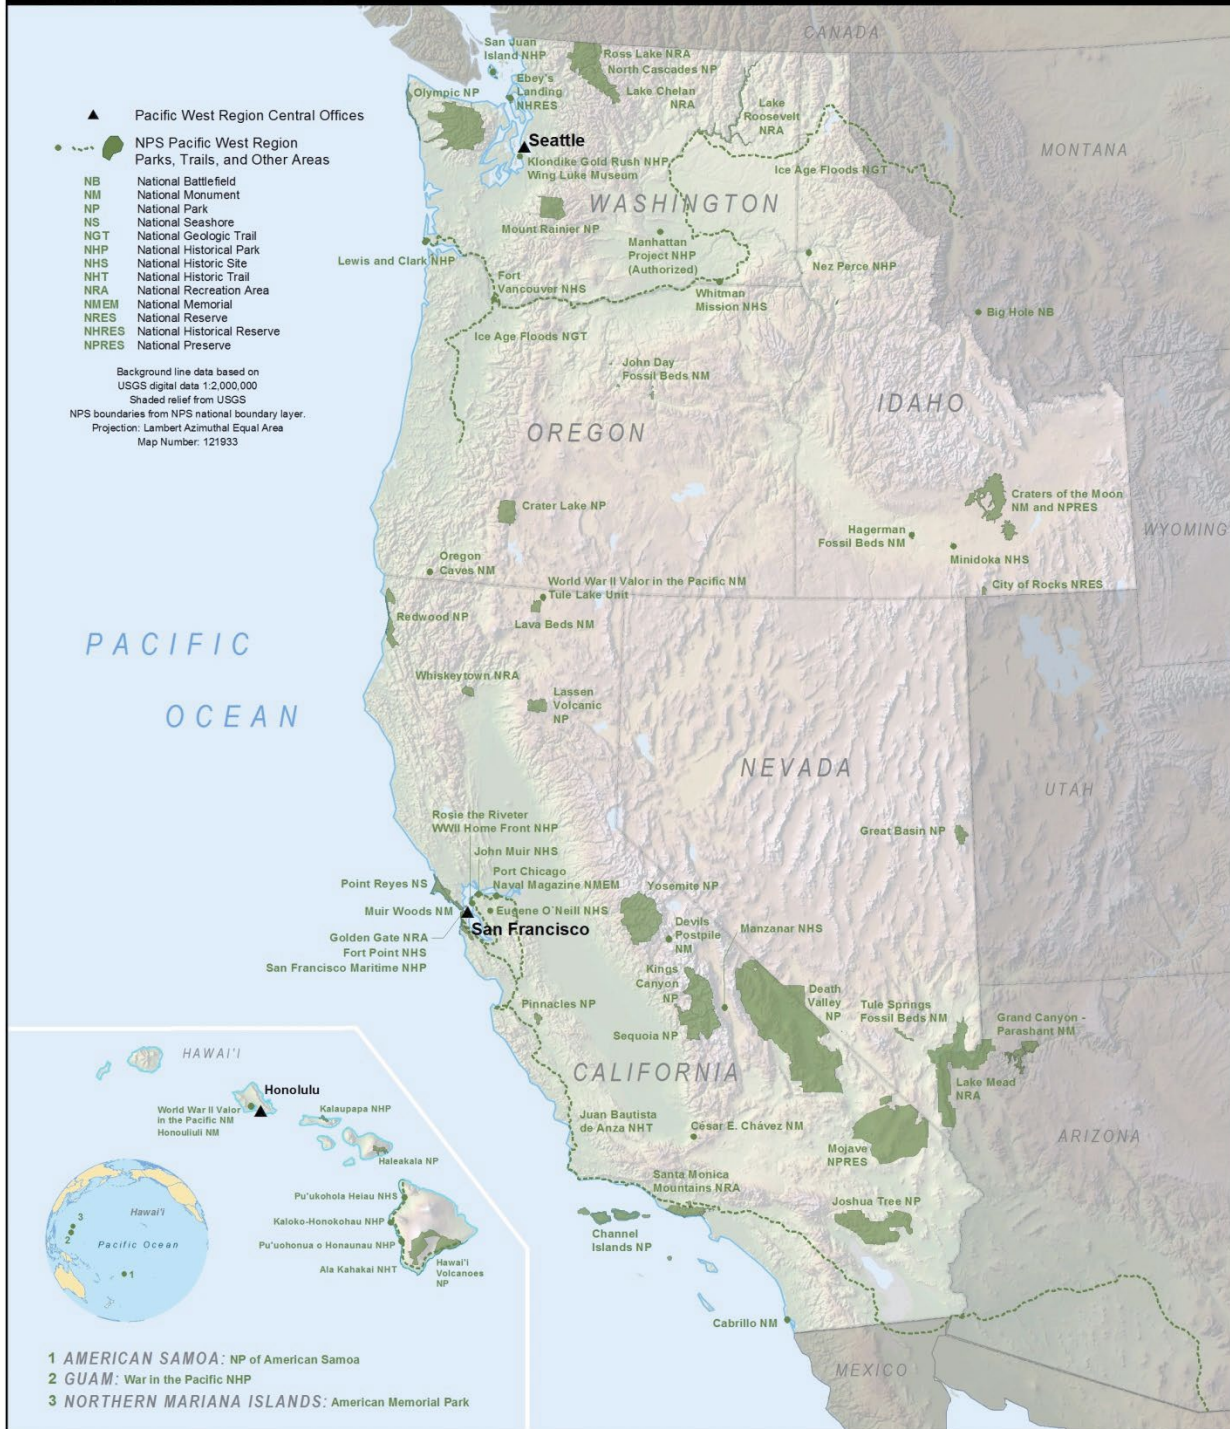 CANADA
San Juan
Island NHP
Ross Lake NRA
North Cascades NP
Ebey's
Landing
NHRES
Lake Chelan
NRA
Olympic NP
Lake
Roosevelt
NRA
Seattle
Klondike Gold Rush NHP
Wing Luke Museum
Ice Age Floods NGT
MONTANA
WASHINGTON
Mount Rainier NP
Manhattan
Project NHP
(Authorized)
Nez Perce NHP
Lewis and Clark NHP
Fort
Vancouver NHS
Whitman
Mission NHS
Big Hole NB
Ice Age Floods NGT
John Day
Fossil Beds NM
IDAHO
OREGON
Pacific West Region Central Offices
NPS Pacific West Region
Parks, Trails, and Other Areas
NB National Battlefield
NM National Monument
NP National Park
NS National Seashore
NGT National Geologic Trail
NHP National Historical Park
NHS National Historic Site
NHT National Historic Trail
NRA National Recreation Area
NMEM National Memorial
NRES National Reserve
NHRES National Historical Reserve
NPRES National Preserve
Background line data based on
USGS digital data 1:2,000,000
Shaded relief from USGS
NPS boundaries from NPS national boundary layer.
Projection: Lambert Azimuthal Equal Area
Map Number: 121933
Crater Lake NP
Craters of the Moon
NM and NPRES
Hagerman
Fossil Beds NM
WYOMING
Minidoka NHS
Oregon
Caves NM
City of Rocks NRES
World War II Valor in the Pacific NM
Tule Lake Unit
Redwood NP
Lava Beds NM
PACIFIC
OCEAN
Whiskeytown NRA
Lassen
Volcanic
NP
NEVADA
UTAH
Rosie the Riveter
WWII Home Front NHP
Great Basin NP
John Muir NHS
Port Chicago
Naval Magazine NMEM
Point Reyes NS
Yosemite NP
Muir Woods NM
Eugene O'Neill NHS
San Francisco
Golden Gate NRA
Fort Point NHS
San Francisco Maritime NHP
Devils
Postpile
NM
Manzanar NHS
Kings
Canyon
NP
Death
Valley
NP
Pinnacles NP
Tule Springs
Fossil Beds NM
Grand Canyon -
Parashant NM
Sequoia NP
CALIFORNIA
Lake Mead
NRA
Juan Bautista
de Anza NHT
César E. Chávez NM
Mojave
NPRES
ARIZONA
Santa Monica
Mountains NRA
Joshua Tree NP
Channel
Islands NP
Cabrillo NM
MEXICO
HAWAI'I
Honolulu
World War II Valor
in the Pacific NM
Honouliuli NM
Kalaupapa NHP
Haleakala NP
Pu'ukohola Heiau NHS
Kaloko-Honokohau NHP
Pu'uohonua o Honaunau NHP
Ala Kahakai NHT
Hawai'i
Volcanoes
NP
Hawai'i
3
2
Pacific Ocean
1
1 AMERICAN SAMOA: NP of American Samoa
2 GUAM: War in the Pacific NHP
3 NORTHERN MARIANA ISLANDS: American Memorial Park